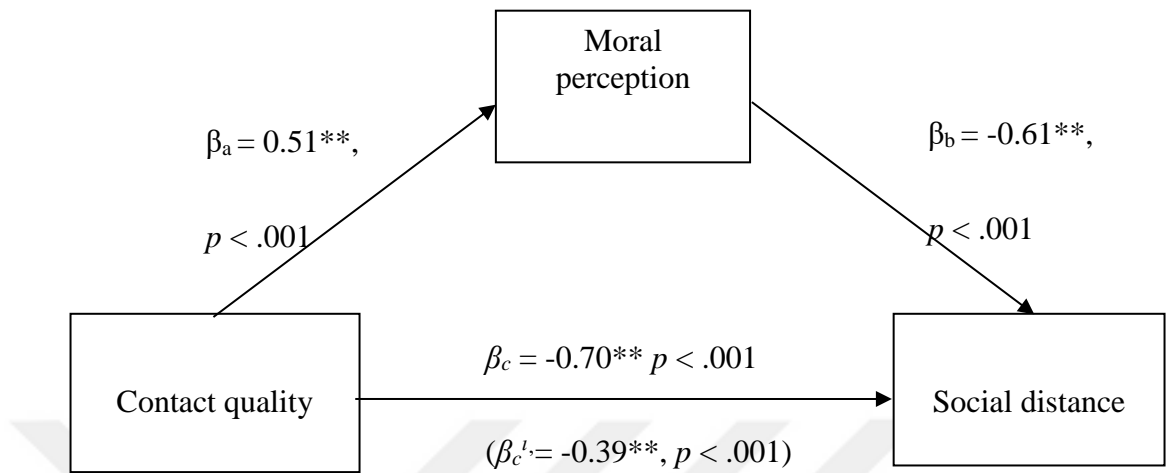 Moral
perception
βa = 0.51**,
p < .001
βb = -0.61**,
p < .001
Contact quality
βc = -0.70** p < .001
(βc¹,= -0.39**, p < .001)
Social distance